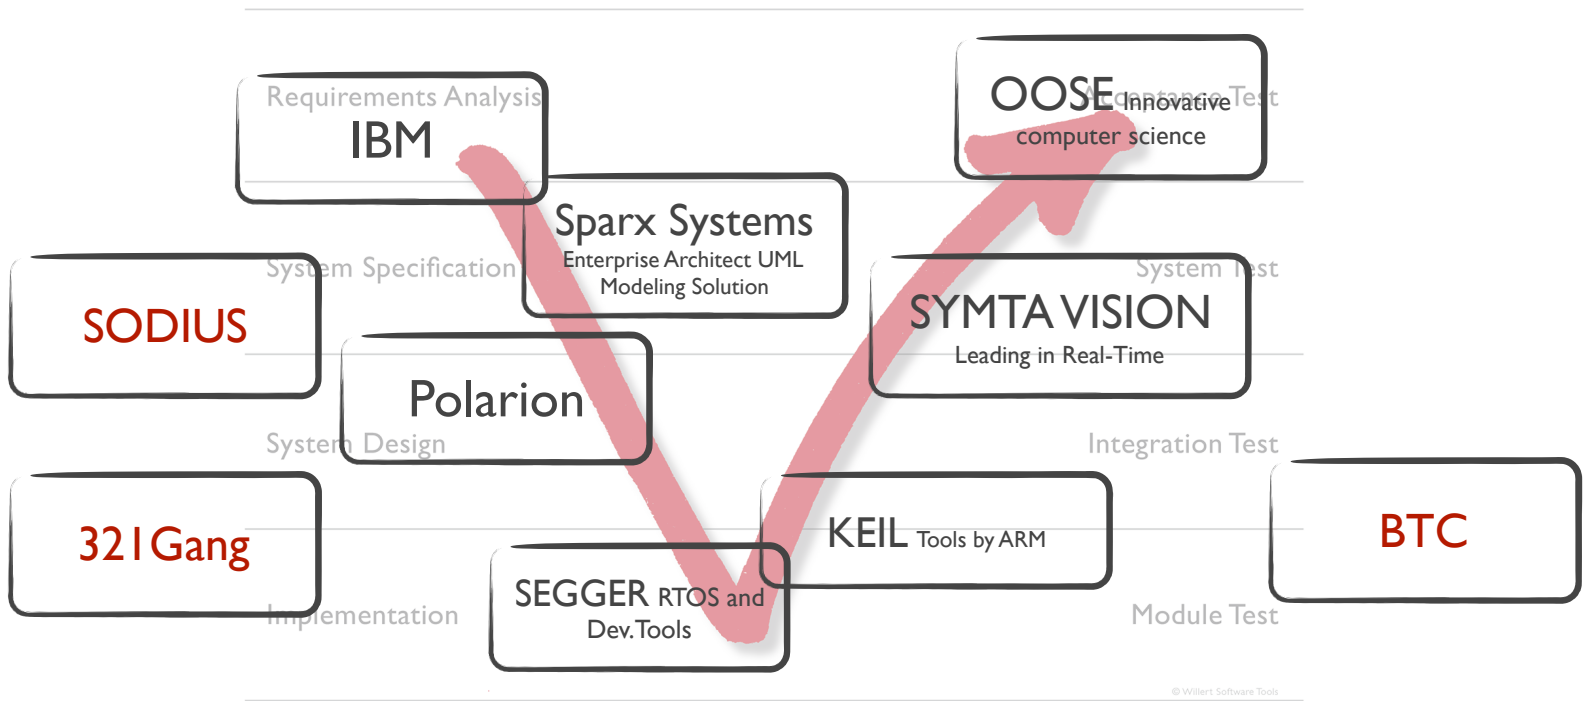 Requirements Analysis
IBM
OOSE Innovative
computer science
Acceptance Test
Sparx Systems
Enterprise Architect UML
Modeling Solution
System Specification
System Test
SODIUS
SYMTA VISION
Leading in Real-Time
Polarion
System Design
Integration Test
321Gang
KEIL Tools by ARM
BTC
SEGGER RTOS and
Dev.Tools
Implementation
Module Test
© Willert Software Tools